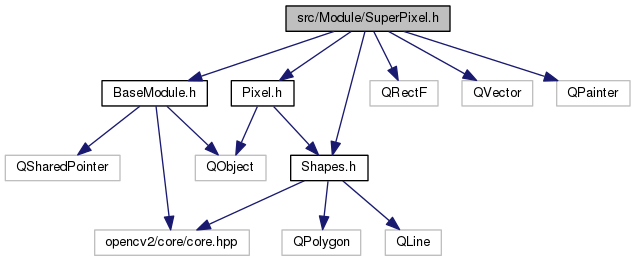 src/Module/SuperPixel.h
BaseModule.h
Pixel.h
QRectF
QVector
QPainter
QSharedPointer
QObject
Shapes.h
opencv2/core/core.hpp
QPolygon
QLine